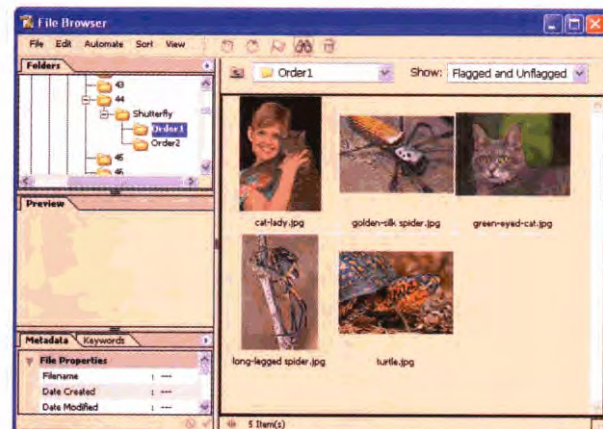 File Browser
File Edit Automate Sort View
Folders
43
44
Shutterfly
Order1
Order2
45
46
Preview
Metadata Keywords
File Properties
Filename : ---
Date Created : ---
Date Modified : ---
Order1 Show: Flagged and Unflagged
cat-lady.jpg golden-silk spider.jpg green-eyed-cat.jpg
long-legged spider.jpg turtle.jpg
5 Item(s)